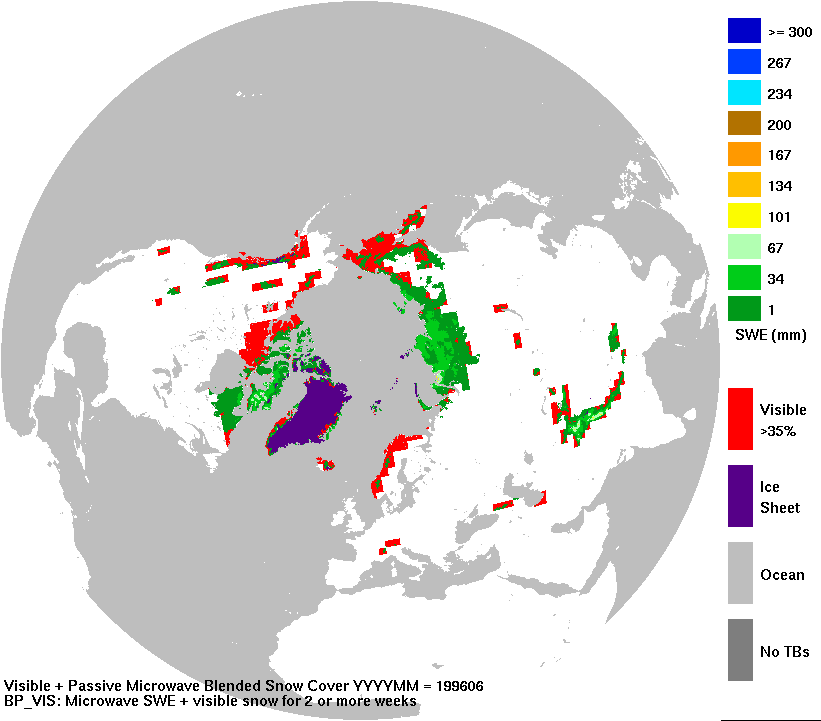 >= 300
267
234
200
167
134
101
67
34
1
SWE (mm)
Visible
>35%
Ice
Sheet
Ocean
No TBs
Visible + Passive Microwave Blended Snow Cover YYYYMM = 199606
BP_VIS: Microwave SWE + visible snow for 2 or more weeks